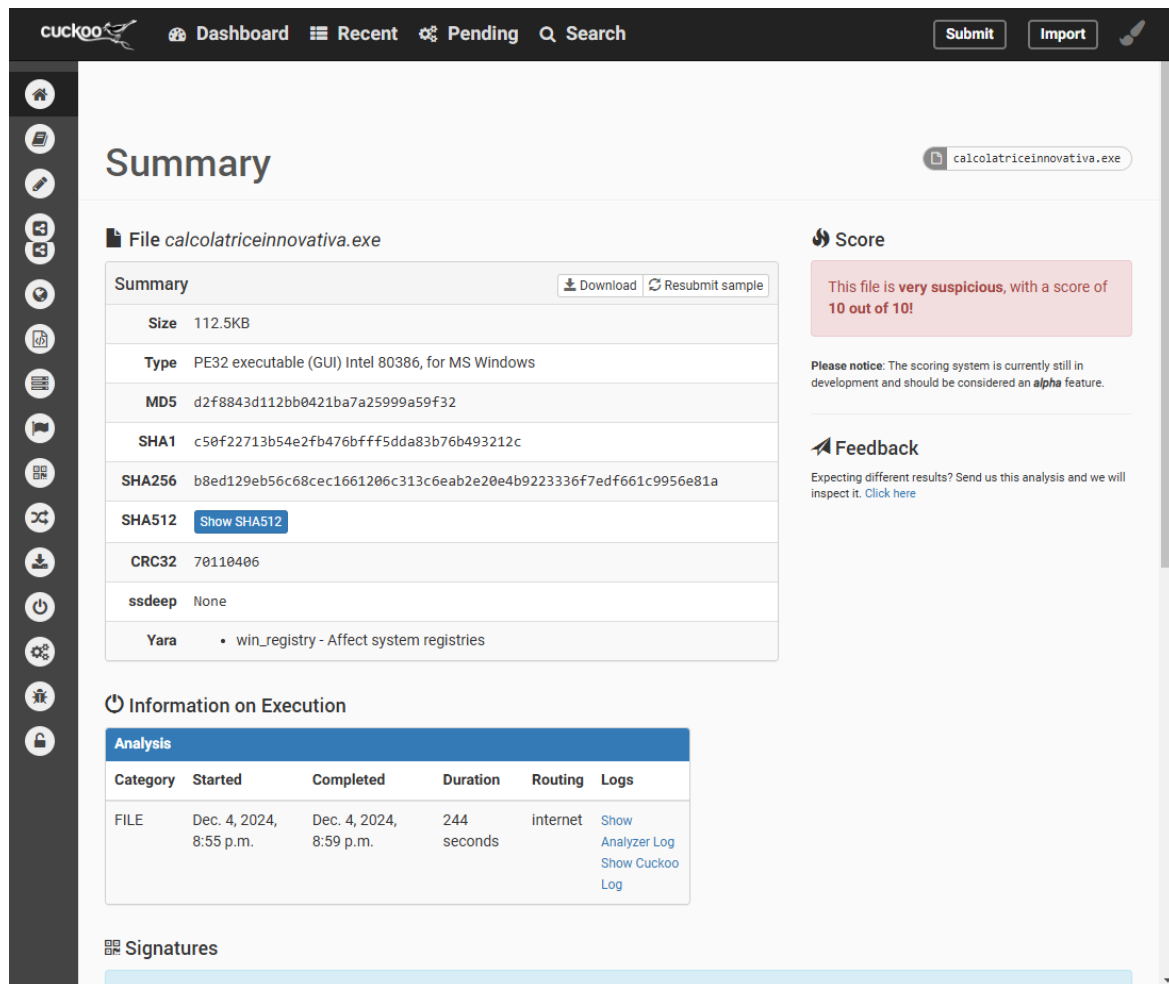 cuckoo Dashboard Recent Pending Search Submit Import
Summary
calcolatriceinnovativa.exe
File calcolatriceinnovativa.exe
Summary Download Resubmit sample
Size 112.5KB
Type PE32 executable (GUI) Intel 80386, for MS Windows
MD5 d2f8843d112bb0421ba7a25999a59f32
SHA1 c50f22713b54e2fb476bfff5dda83b76b493212c
SHA256 b8ed129eb56c68cec1661206c313c6eab2e20e4b9223336f7edf661c9956e81a
SHA512 Show SHA512
CRC32 70110406
ssdeep None
Yara • win_registry - Affect system registries
Score
This file is very suspicious, with a score of
10 out of 10!
Please notice: The scoring system is currently still in
development and should be considered an alpha feature.
Feedback
Expecting different results? Send us this analysis and we will
inspect it. Click here
Information on Execution
Analysis
Category Started Completed Duration Routing Logs
FILE Dec. 4, 2024, Dec. 4, 2024, 244 internet Show
8:55 p.m. 8:59 p.m. seconds Analyzer Log
Show Cuckoo
Log
Signatures